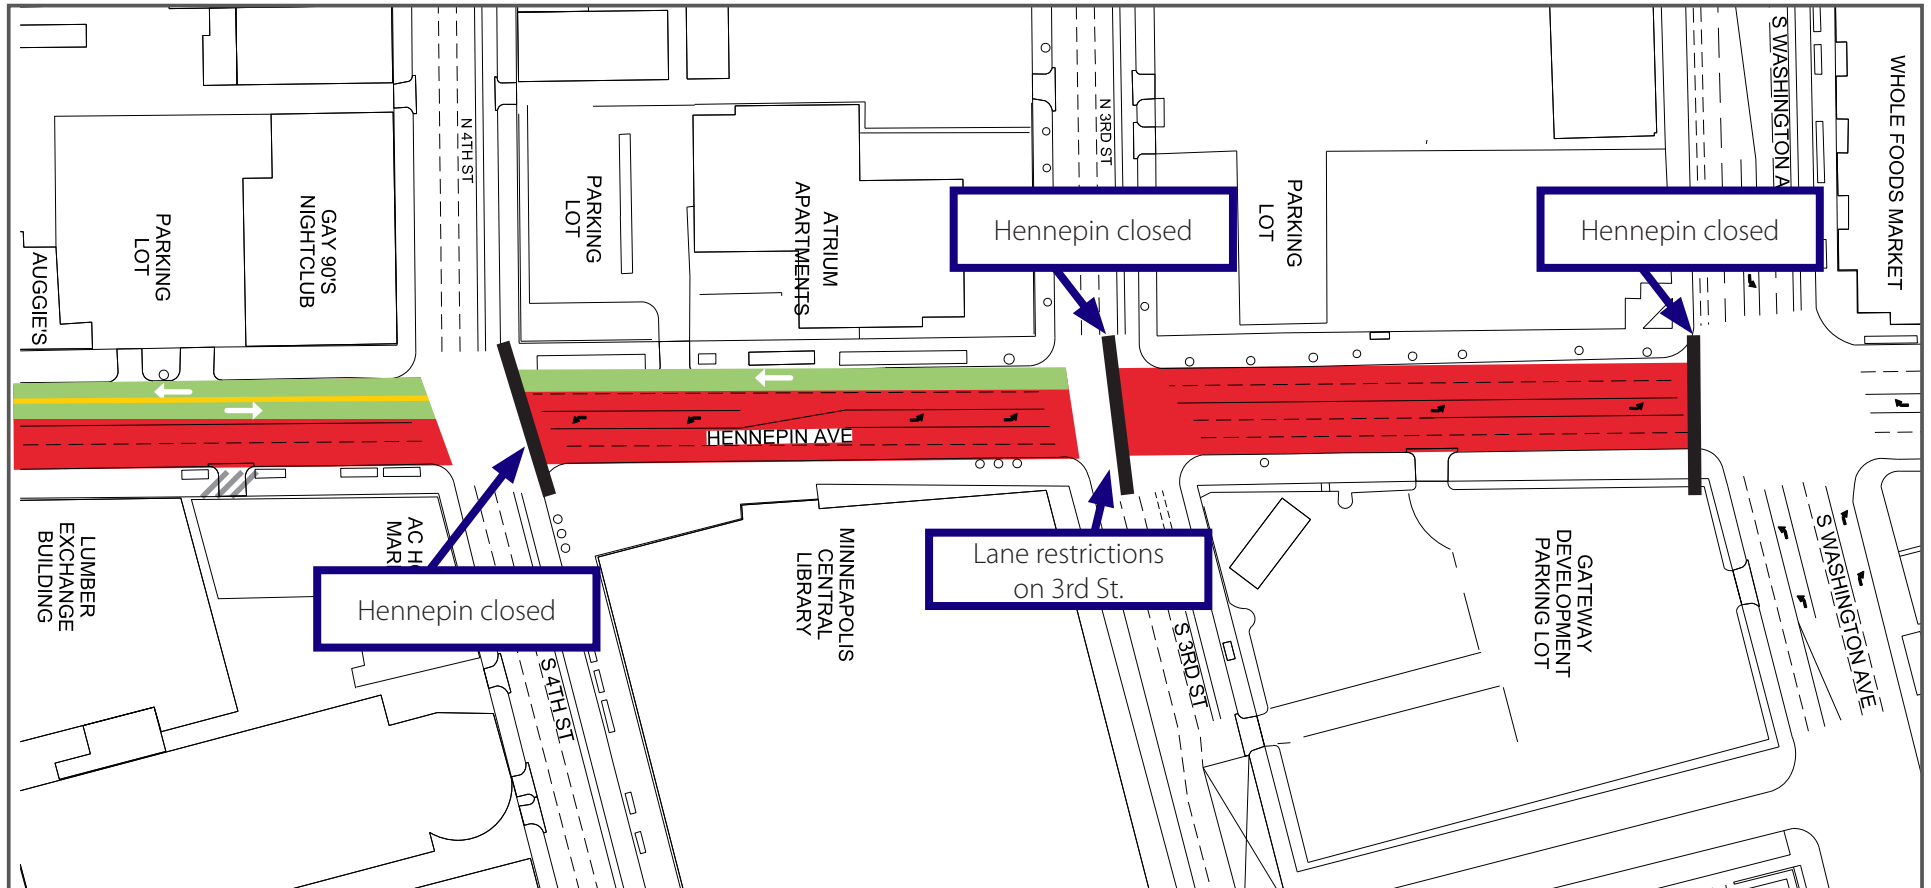 N 4TH ST
N 3RD ST
S WASHINGTON A
WHOLE FOODS MARKET
AUGGIE'S
PARKING
LOT
GAY 90'S
NIGHTCLUB
PARKING
LOT
ATRIUM
APARTMENTS
Hennepin closed
PARKING
LOT
Hennepin closed
HENNEPIN AVE
LUMBER
EXCHANGE
BUILDING
AC HO
MAR
Hennepin closed
S 4TH ST
MINNEAPOLIS
CENTRAL
LIBRARY
Lane restrictions
on 3rd St.
S 3RD ST
GATEWAY
DEVELOPMENT
PARKING LOT
S WASHINGTON AVE